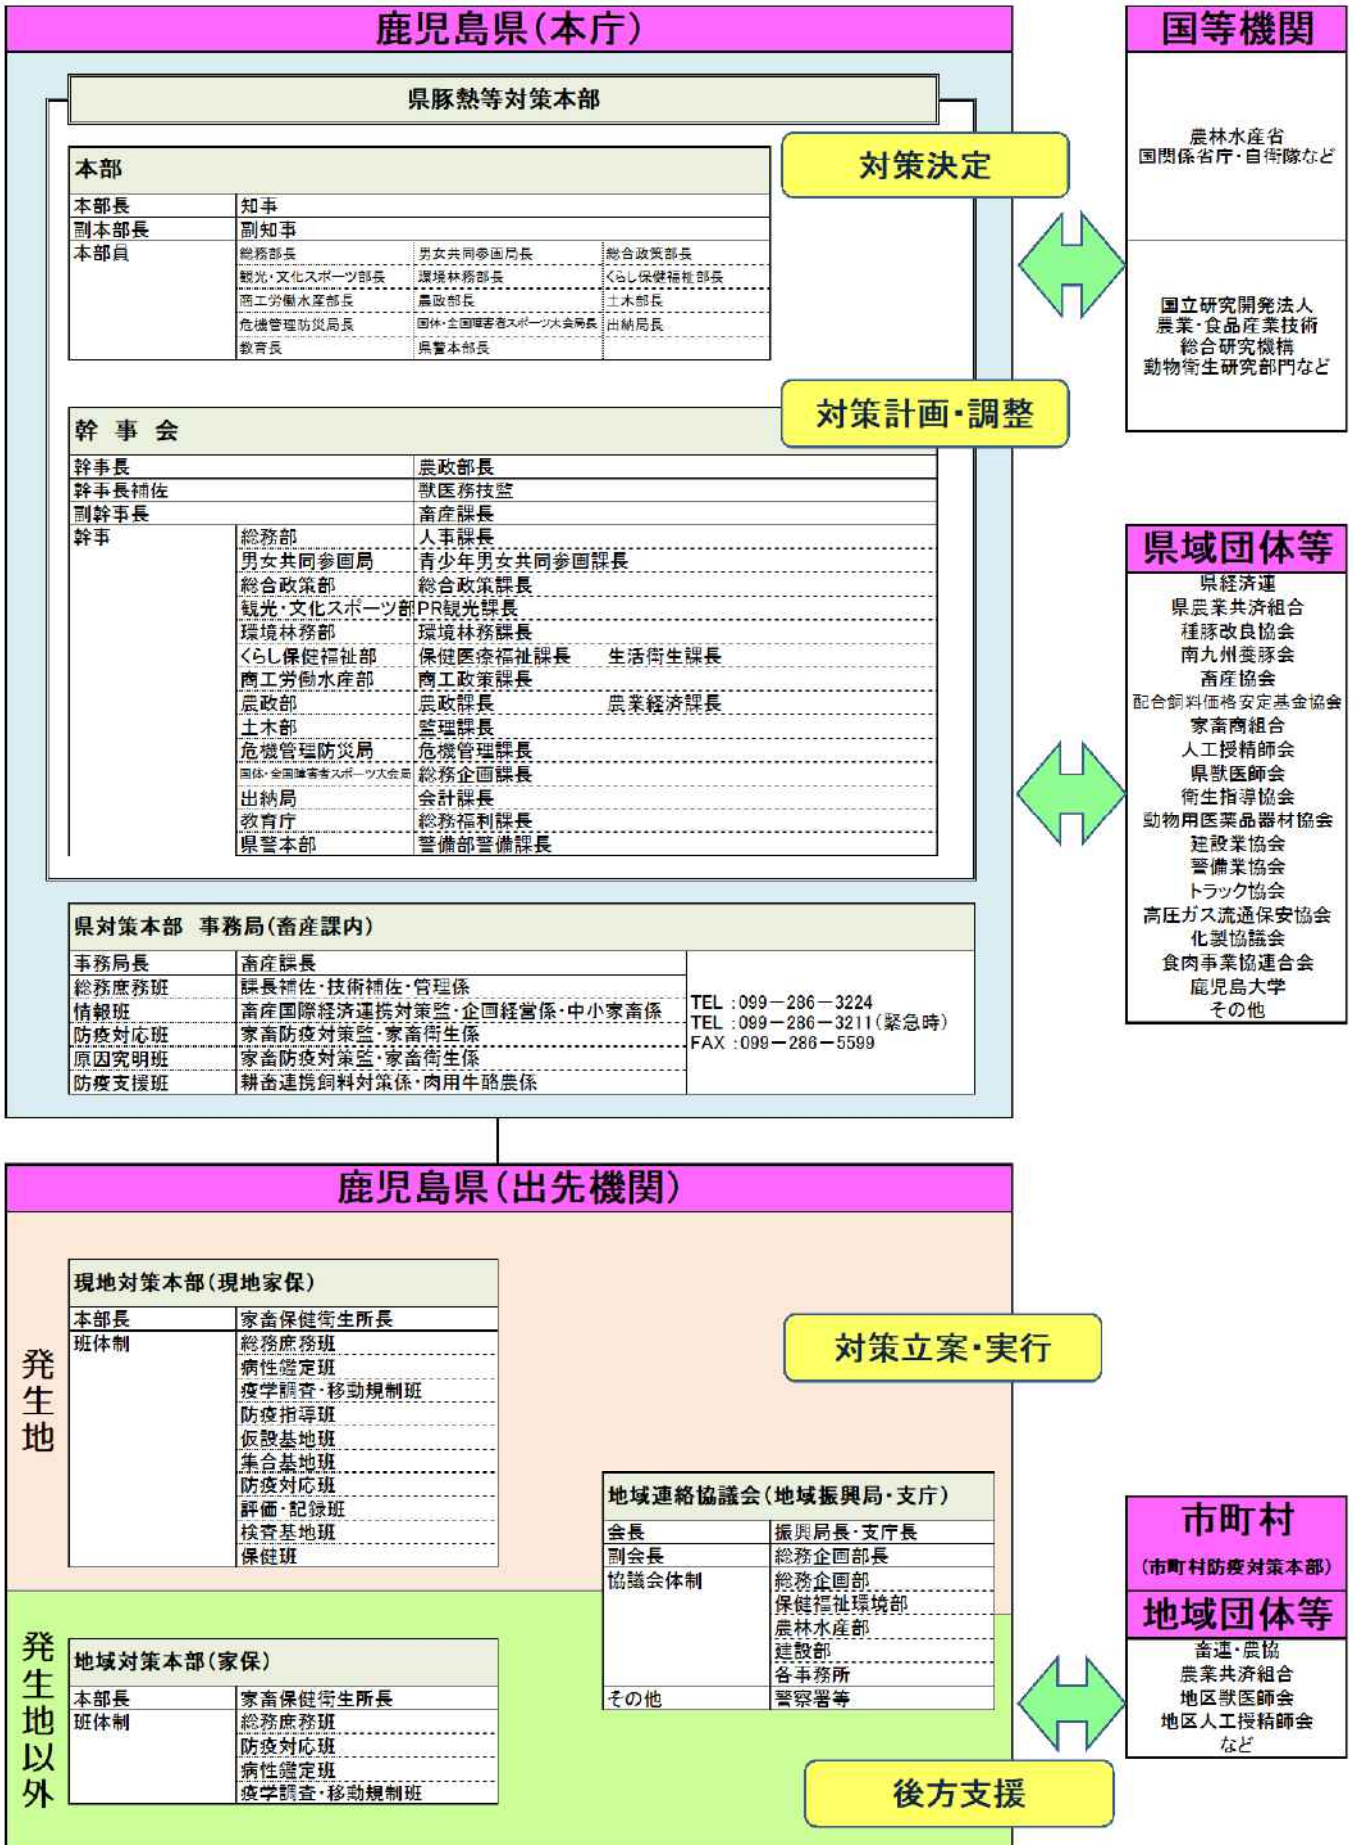 鹿児島県（本庁）
県豚熱等対策本部
対策決定
本部
本部長 知事
副本部長 副知事
本部員 総務部長 男女共同参画局長 総合政策部長
観光・文化スポーツ部長 環境林務部長 くらし保健福祉部長
商工労働水産部長 農政部長 土木部長
危機管理防災局長 国体・全国障害者スポーツ大会局長 出納局長
教育長 県警本部長
対策計画・調整
幹事会
幹事長 農政部長
幹事長補佐 獣医務技監
副幹事長 畜産課長
幹事 総務部 人事課長
男女共同参画局 青少年男女共同参画課長
総合政策部 総合政策課長
観光・文化スポーツ部 PR観光課長
環境林務部 環境林務課長
くらし保健福祉部 保健医療福祉課長 生活衛生課長
商工労働水産部 商工政策課長
農政部 農政課長 農業経済課長
土木部 監理課長
危機管理防災局 危機管理課長
国体・全国障害者スポーツ大会局 総務企画課長
出納局 会計課長
教育庁 総務福利課長
県警本部 警備部警備課長
県対策本部 事務局（畜産課内）
事務局長 畜産課長
総務庶務班 課長補佐・技術補佐・管理係
情報班 畜産国際経済連携対策監・企画経営係・中小家畜係
防疫対応班 家畜防疫対策監・家畜衛生係
原因究明班 家畜防疫対策監・家畜衛生係
防疫支援班 耕畜連携飼料対策係・肉用牛酪農係
TEL：099－286－3224
TEL：099－286－3211（緊急時）
FAX：099－286－5599
国等機関
農林水産省
国関係省庁・自衛隊など
国立研究開発法人
農業・食品産業技術
総合研究機構
動物衛生研究部門など
県域団体等
県経済連
県農業共済組合
種豚改良協会
南九州養豚会
畜産協会
配合飼料価格安定基金協会
家畜商組合
人工授精師会
県獣医師会
衛生指導協会
動物用医薬品器材協会
建設業協会
警備業協会
トラック協会
高圧ガス流通保安協会
化製協議会
食肉事業協連合会
鹿児島大学
その他
鹿児島県（出先機関）
発生地
現地対策本部（現地家保）
本部長 家畜保健衛生所長
班体制 総務庶務班
病性鑑定班
疫学調査・移動規制班
防疫指導班
仮設基地班
集合基地班
防疫対応班
評価・記録班
検査基地班
保健班
対策立案・実行
地域連絡協議会（地域振興局・支庁）
会長 振興局長・支庁長
副会長 総務企画部長
協議会体制 総務企画部
保健福祉環境部
農林水産部
建設部
各事務所
その他 警察署等
発生地以外
地域対策本部（家保）
本部長 家畜保健衛生所長
班体制 総務庶務班
防疫対応班
病性鑑定班
疫学調査・移動規制班
後方支援
市町村
（市町村防疫対策本部）
地域団体等
畜連・農協
農業共済組合
地区獣医師会
地区人工授精師会
など